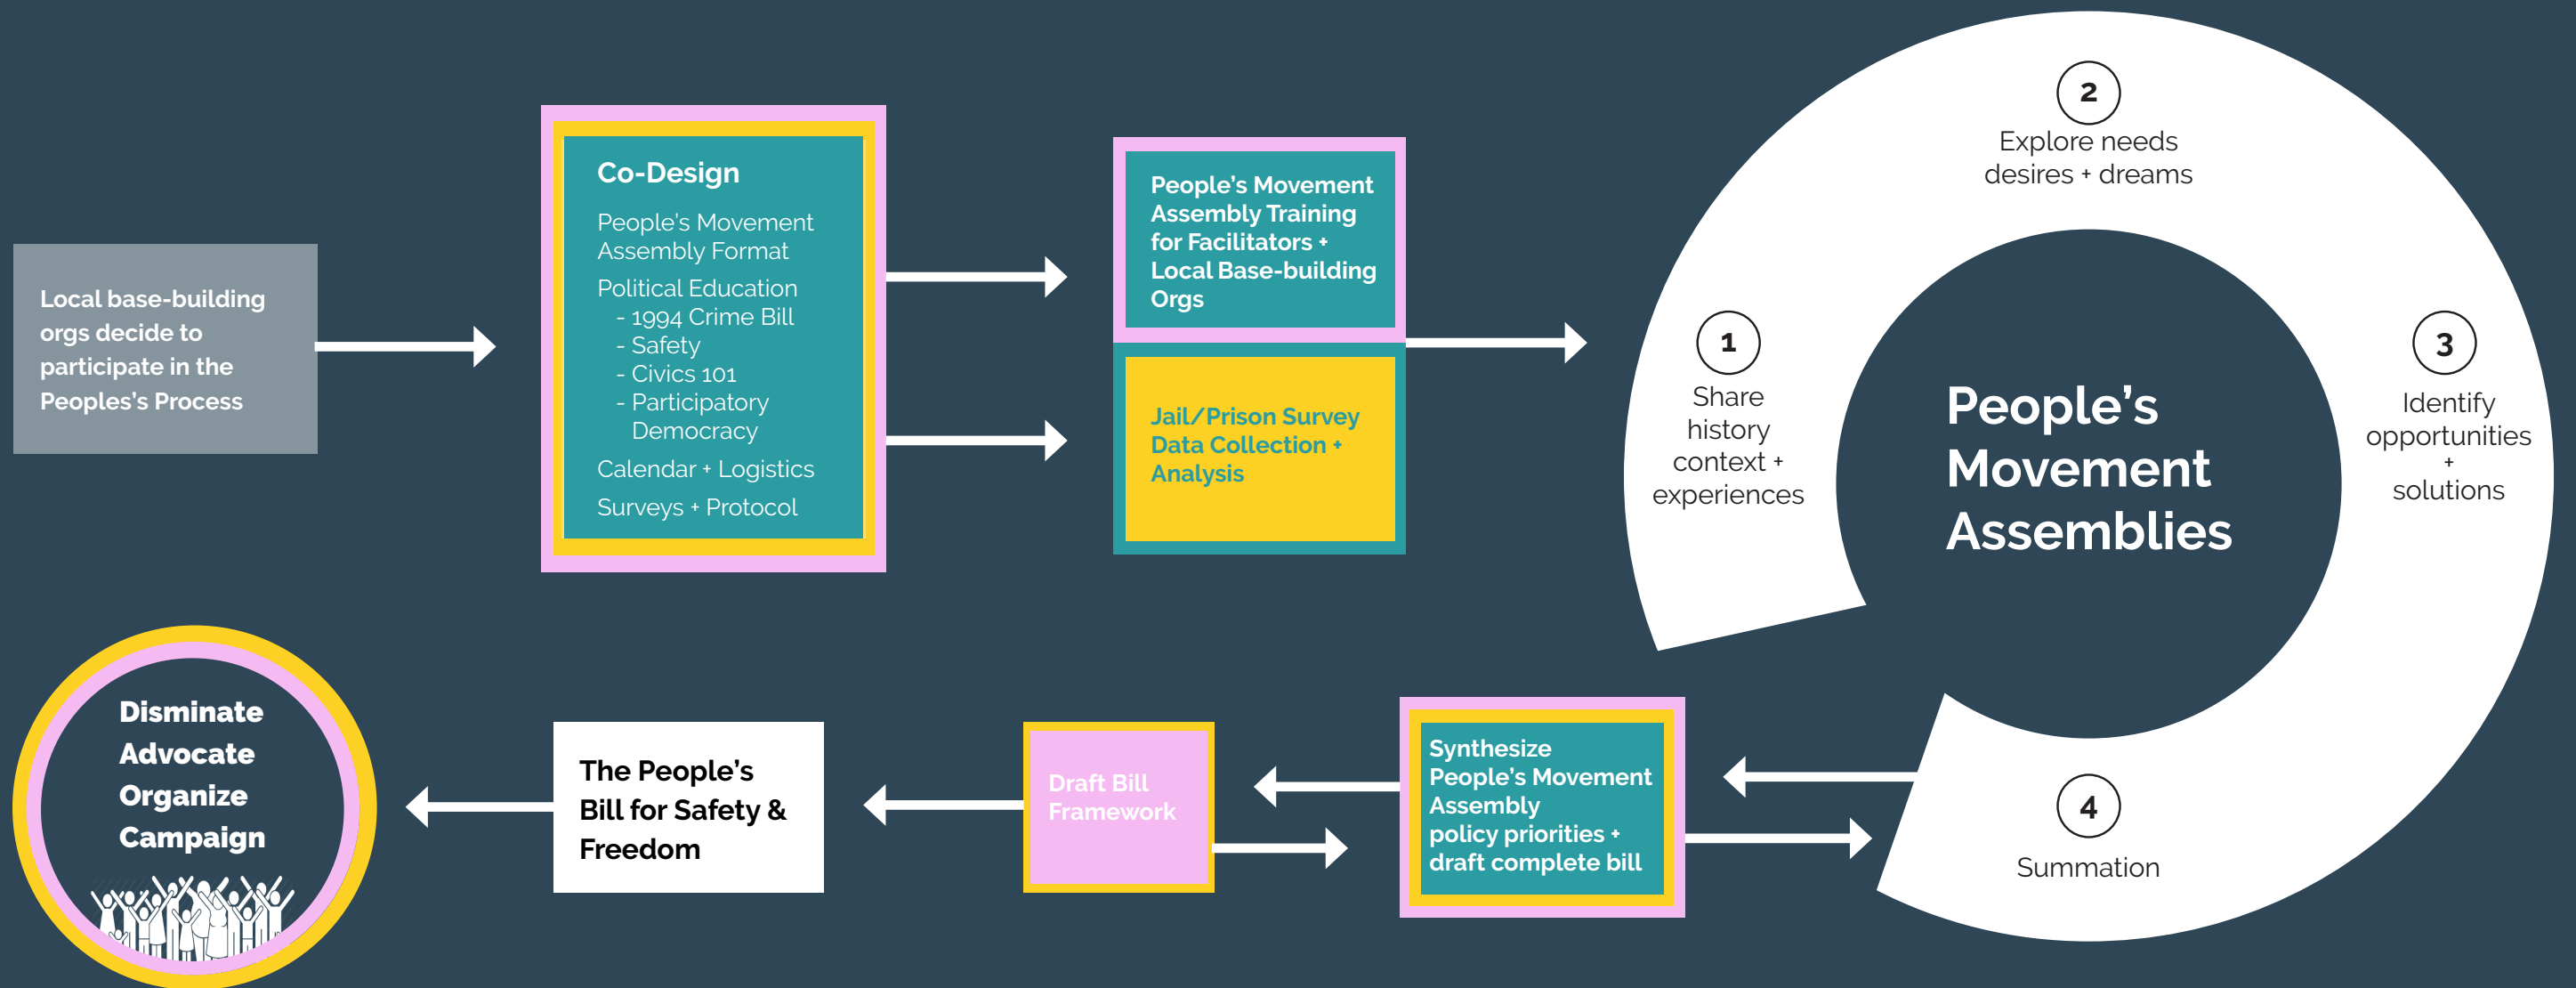 Local base-building
orgs decide to
participate in the
Peoples's Process
Co-Design
People's Movement
Assembly Format
Political Education
- 1994 Crime Bill
- Safety
- Civics 101
- Participatory
Democracy
Calendar + Logistics
Surveys + Protocol
People's Movement
Assembly Training
for Facilitators +
Local Base-building
Orgs
Jail/Prison Survey
Data Collection +
Analysis
People's
Movement
Assemblies
1
Share
history
context +
experiences
2
Explore needs
desires + dreams
3
Identify
opportunities
+
solutions
4
Summation
Synthesize
People's Movement
Assembly
policy priorities +
draft complete bill
Draft Bill
Framework
The People's
Bill for Safety &
Freedom
Disminate
Advocate
Organize
Campaign